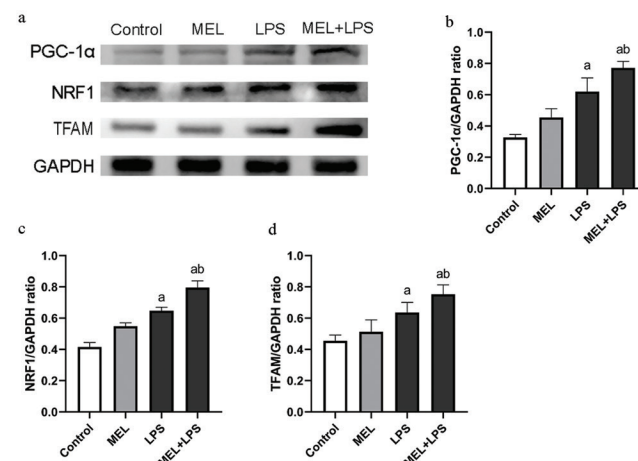 a
Control MEL LPS MEL+LPS
PGC-1α
NRF1
TFAM
GAPDH
b
PGC-1α/GAPDH ratio
1.0
0.8
0.6
0.4
0.2
0.0
a
ab
Control
MEL
LPS
MEL+LPS
c
NRF1/GAPDH ratio
1.0
0.8
0.6
0.4
0.2
0.0
a
ab
Control
MEL
LPS
MEL+LPS
d
TFAM/GAPDH ratio
1.0
0.8
0.6
0.4
0.2
0.0
a
ab
Control
MEL
LPS
MEL+LPS